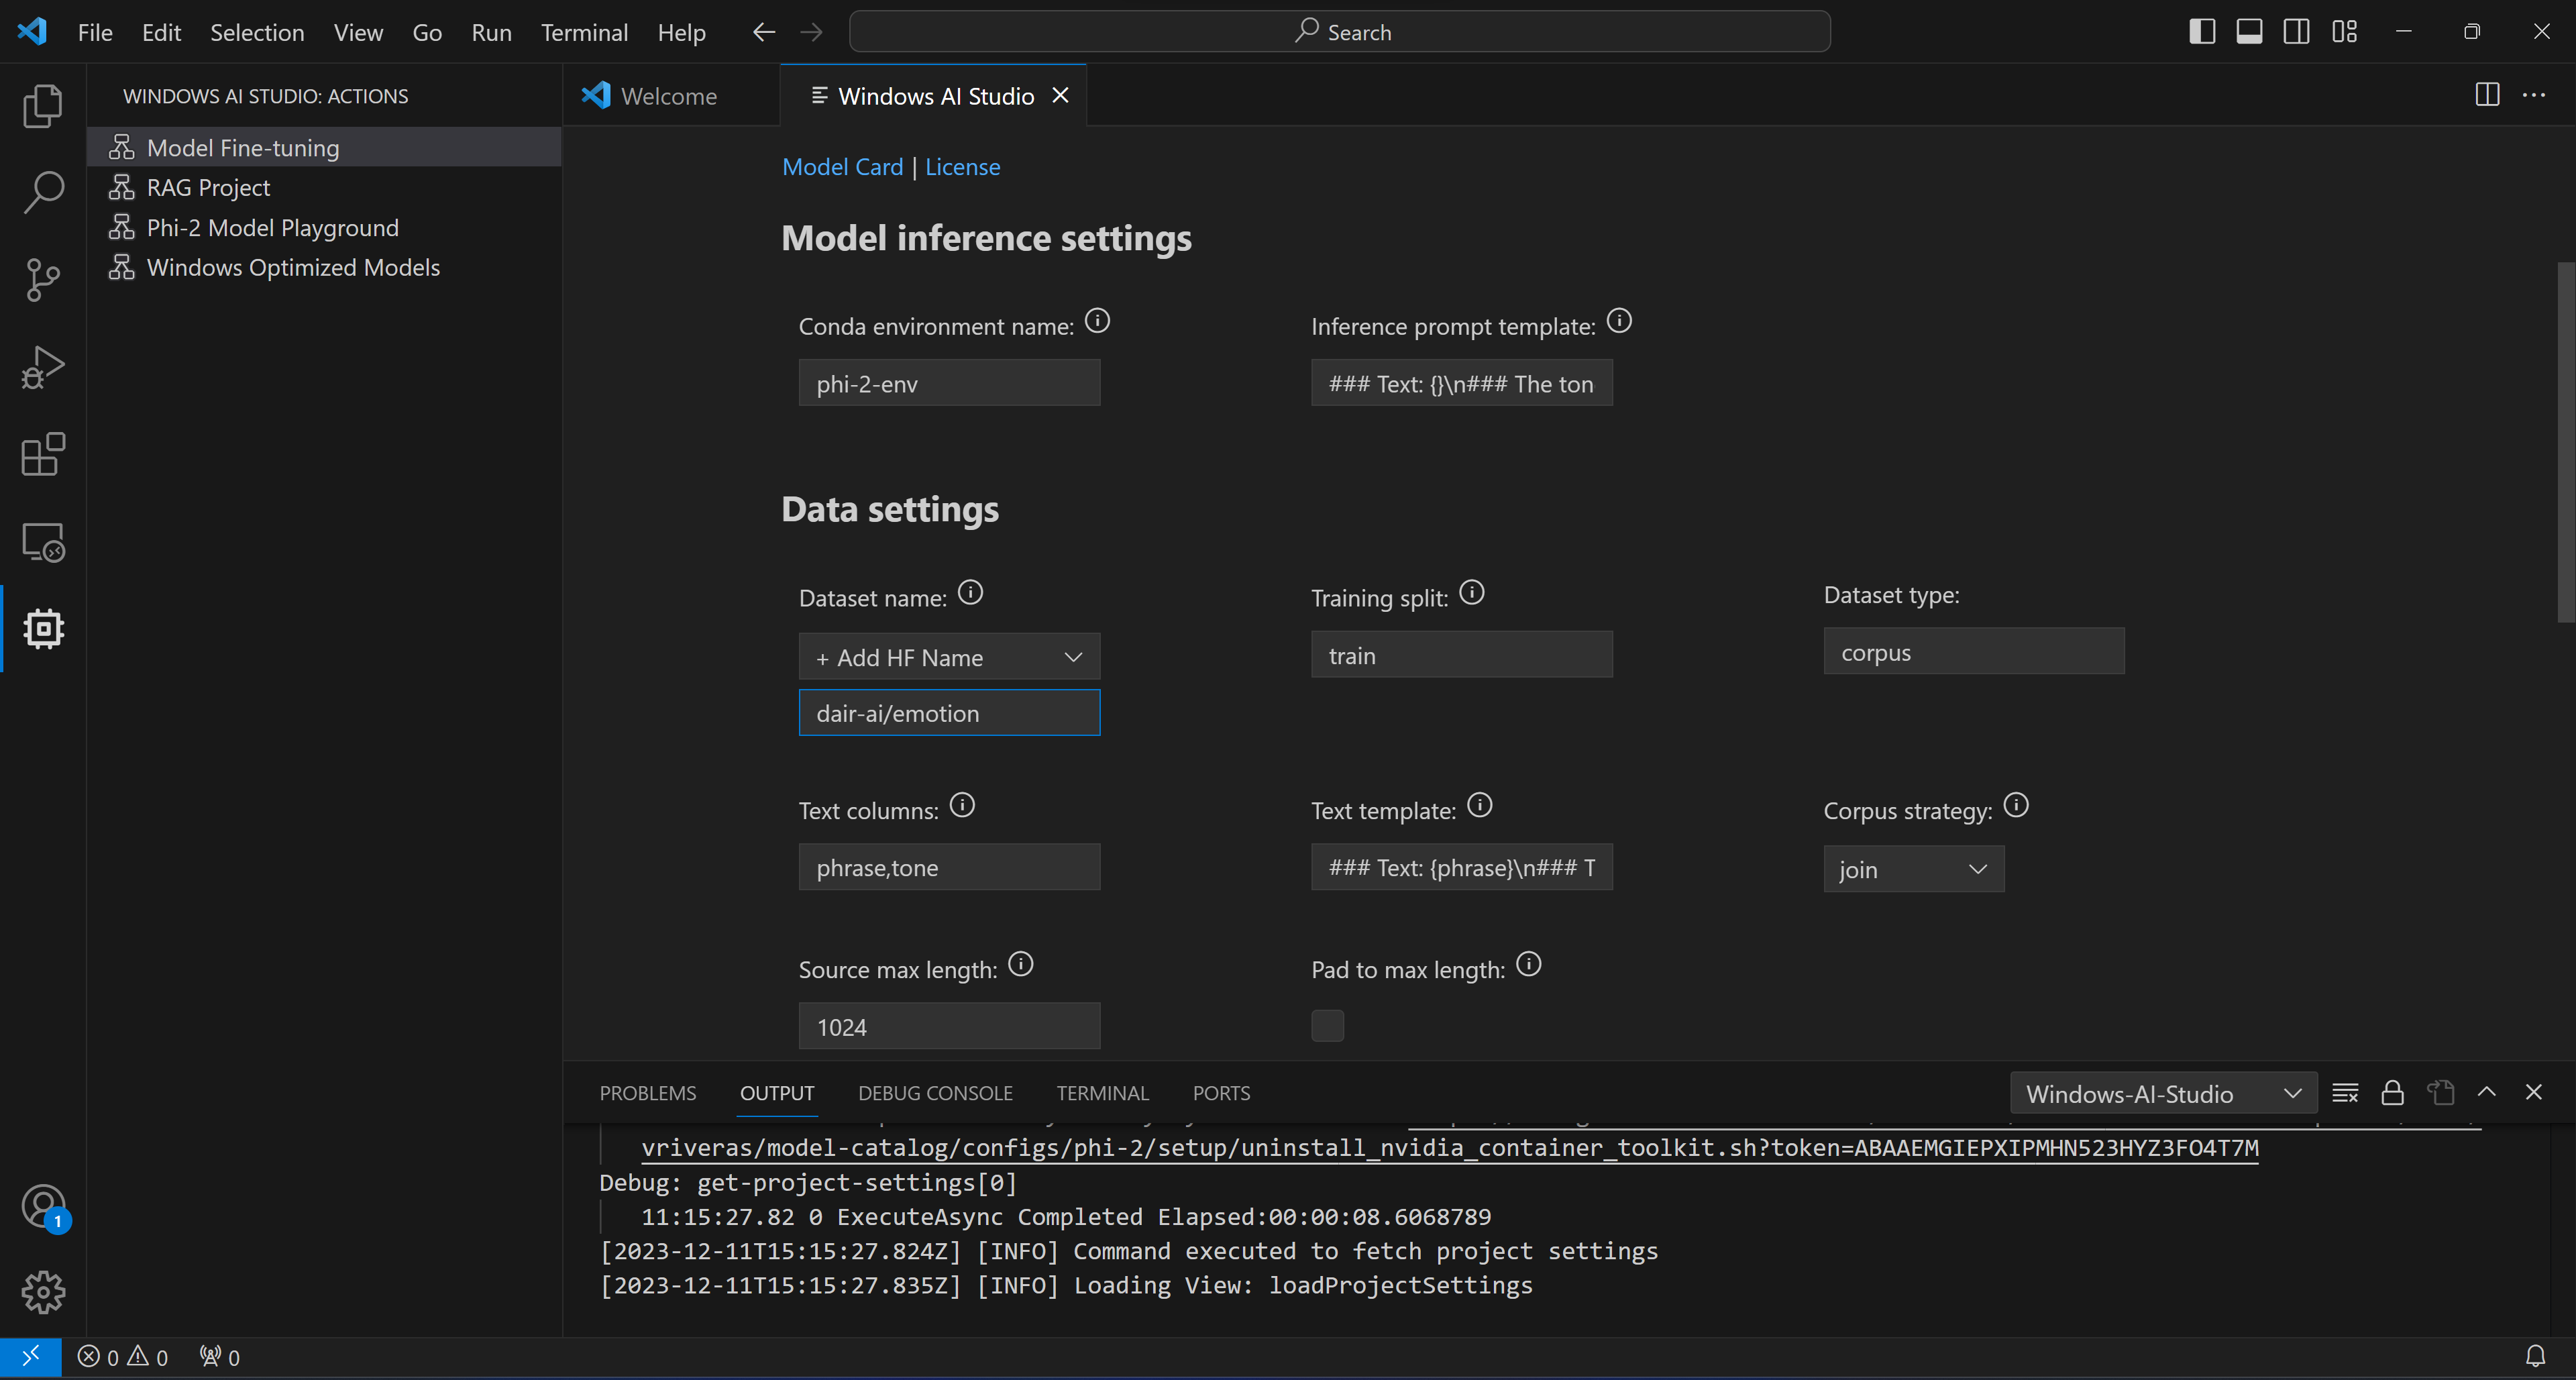 File Edit Selection View Go Run Terminal Help
Search
WINDOWS AI STUDIO: ACTIONS
Model Fine-tuning
RAG Project
Phi-2 Model Playground
Windows Optimized Models
Welcome
Windows AI Studio
Model Card | License
Model inference settings
Conda environment name:
Inference prompt template:
phi-2-env
### Text: {}\n### The ton
Data settings
Dataset name:
Training split:
Dataset type:
+ Add HF Name
train
corpus
dair-ai/emotion
Text columns:
Text template:
Corpus strategy:
phrase,tone
### Text: {phrase}\n### T
join
Source max length:
Pad to max length:
1024
PROBLEMS OUTPUT DEBUG CONSOLE TERMINAL PORTS
Windows-AI-Studio
vriveras/model-catalog/configs/phi-2/setup/uninstall_nvidia_container_toolkit.sh?token=ABAAEMGIEPXIPMHN523HYZ3FO4T7M
Debug: get-project-settings[0]
11:15:27.82 0 ExecuteAsync Completed Elapsed:00:00:08.6068789
[2023-12-11T15:15:27.824Z] [INFO] Command executed to fetch project settings
[2023-12-11T15:15:27.835Z] [INFO] Loading View: loadProjectSettings
1
0 0 0